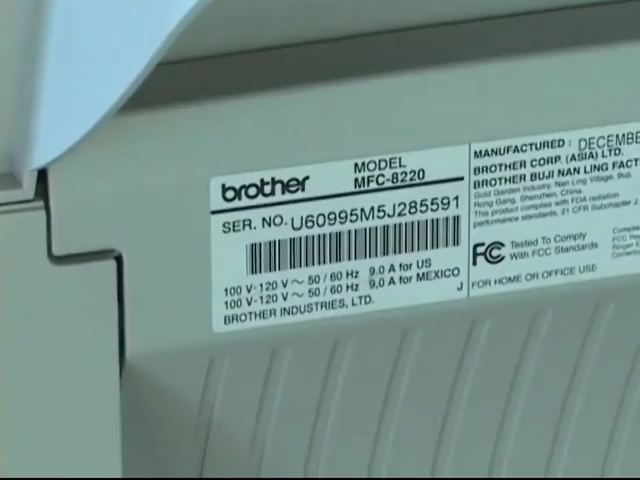 brother
MODEL
MFC-8220
SER. NO. U60995M5J285591
100 V-120 V ~ 50 / 60 Hz 9.0 A for US
100 V-120 V ~ 50 / 60 Hz 9,0 A for MEXICO
BROTHER INDUSTRIES, LTD.
J
MANUFACTURED : DECEMBE
BROTHER CORP. (ASIA) LTD.
BROTHER BUJI NAN LING FACT
Gold Garden Industry, Nan Ling Village, Buji,
Hong Gang, Shenzhen, China.
This product complies with FDA radiation
performance standards, 21 CFR Subchapter J
FC Tested To Comply
With FCC Standards
FOR HOME OR OFFICE USE